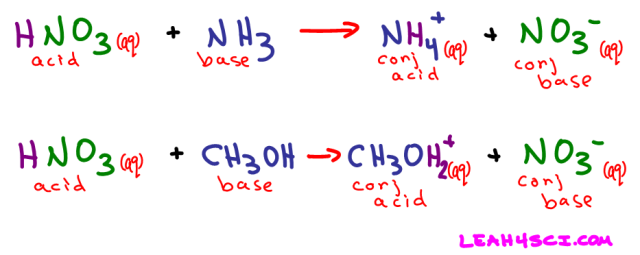 HNO₃(aq) + NH₃ → NH₄⁺(aq) + NO₃⁻(aq)
acid base conj acid conj base
HNO₃(aq) + CH₃OH → CH₃OH₂⁺(aq) + NO₃⁻(aq)
acid base conj acid conj base
LEAH4SCI.COM